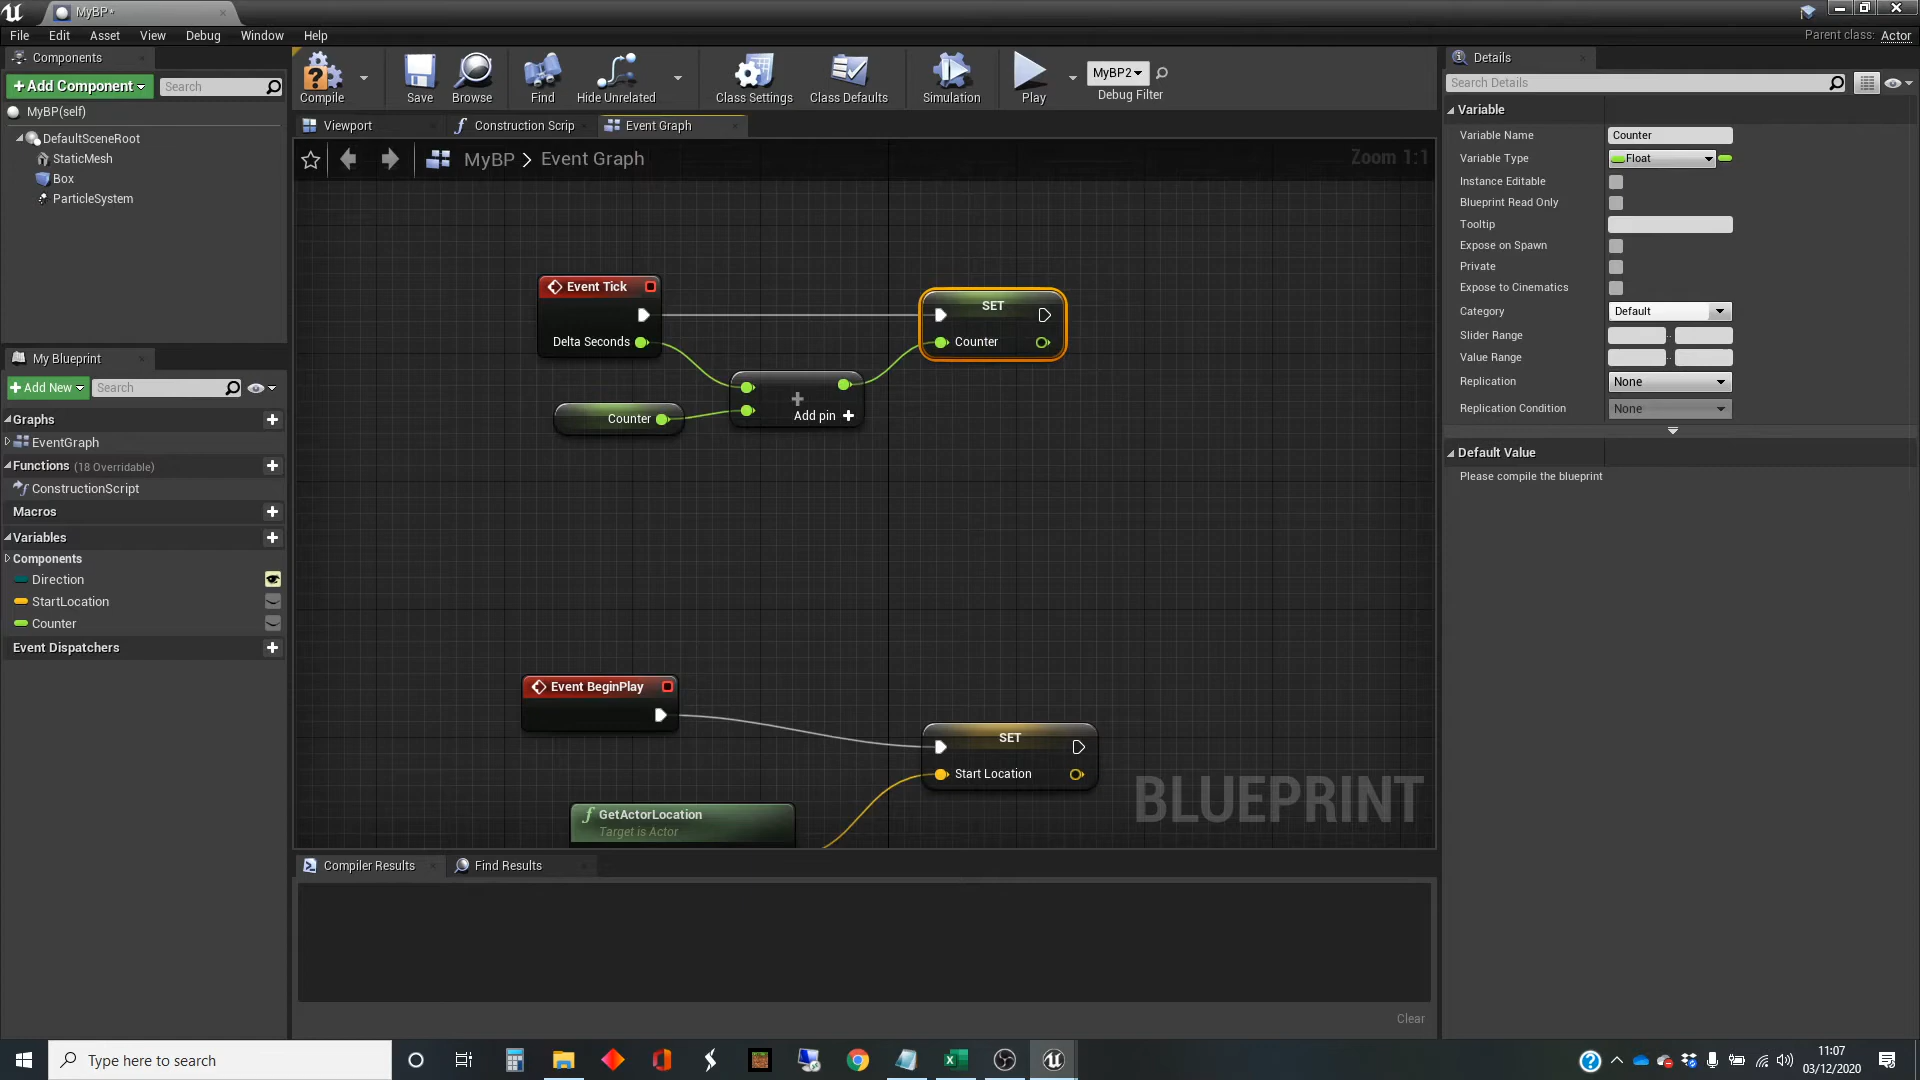 MyBP*
File Edit Asset View Debug Window Help
Parent class: Actor
Components
+Add Component Search
MyBP(self)
DefaultSceneRoot
StaticMesh
Box
ParticleSystem
My Blueprint
+Add New Search
Graphs
EventGraph
Functions (18 Overridable)
ConstructionScript
Macros
Variables
Components
Direction
StartLocation
Counter
Event Dispatchers
Compile Save Browse Find Hide Unrelated Class Settings Class Defaults Simulation Play
MyBP2
Debug Filter
Viewport Construction Scrip Event Graph
MyBP > Event Graph
Zoom 1:1
Event Tick
Delta Seconds
SET
Counter
Counter
Add pin +
Event BeginPlay
SET
Start Location
GetActorLocation
Target is Actor
BLUEPRINT
Compiler Results Find Results
Clear
Details
Search Details
Variable
Variable Name Counter
Variable Type Float
Instance Editable
Blueprint Read Only
Tooltip
Expose on Spawn
Private
Expose to Cinematics
Category Default
Slider Range
Value Range
Replication None
Replication Condition None
Default Value
Please compile the blueprint
Type here to search
11:07
03/12/2020